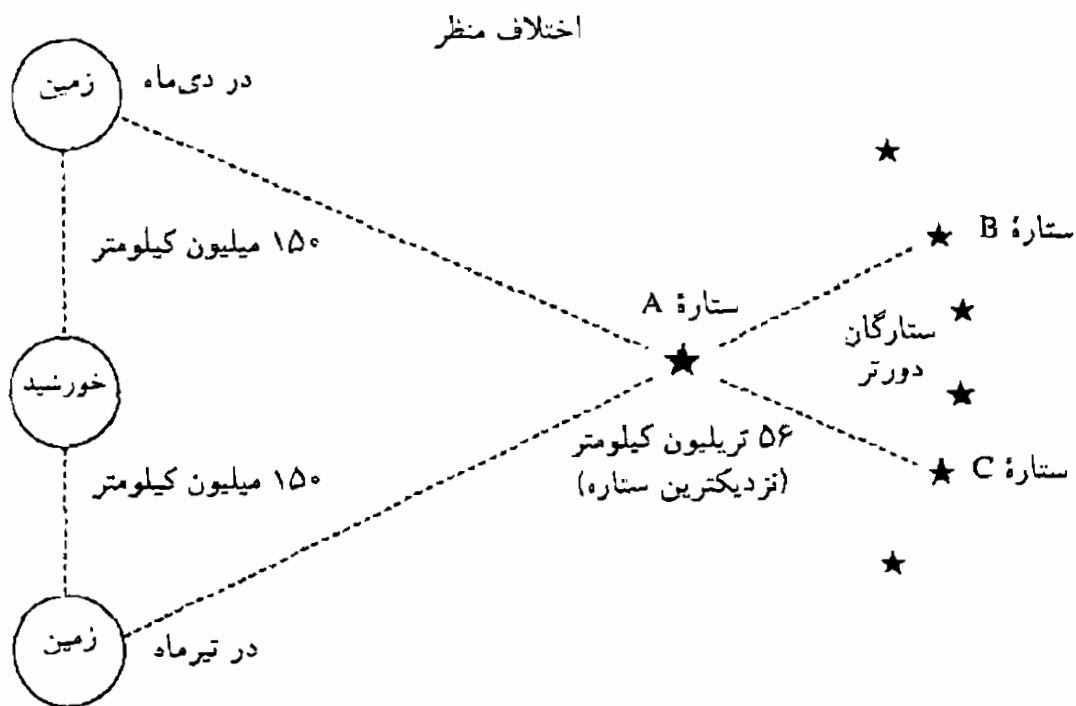 اختلاف منظر
زمین
در دی‌ماه
۱۵۰ میلیون کیلومتر
ستارهٔ B
ستارهٔ A
ستارگان
دورتر
خورشید
۵۶ تریلیون کیلومتر
(نزدیکترین ستاره)
۱۵۰ میلیون کیلومتر
ستارهٔ C
زمین
در تیرماه